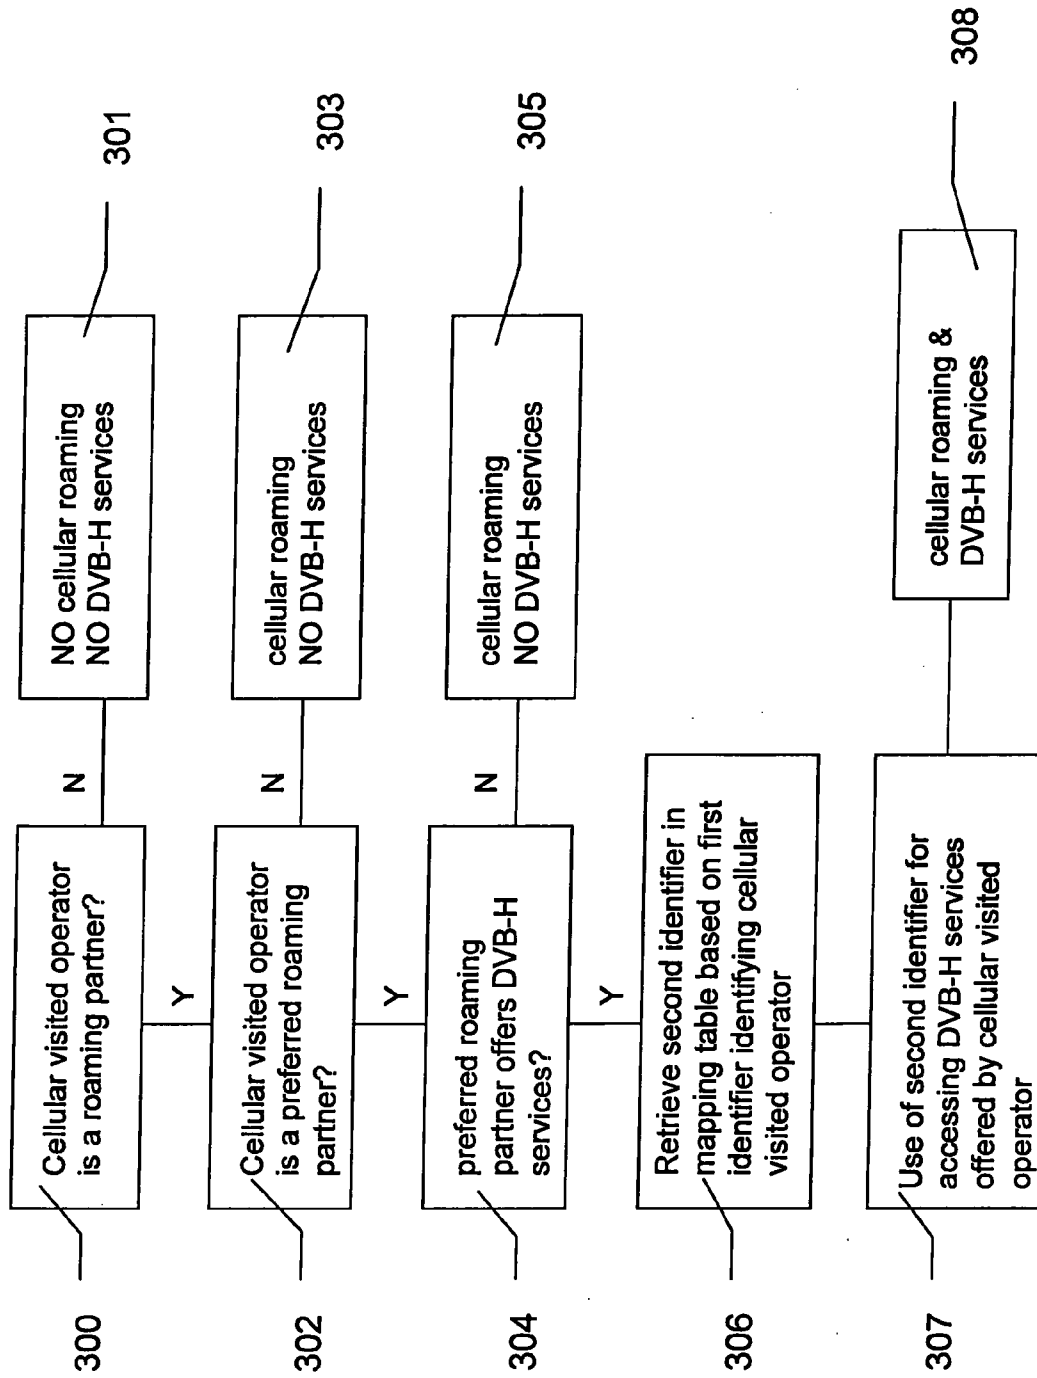 300
Cellular visited operator
is a roaming partner?
N
NO cellular roaming
NO DVB-H services
301
Y
302
Cellular visited operator
is a preferred roaming
partner?
N
cellular roaming
NO DVB-H services
303
Y
304
preferred roaming
partner offers DVB-H
services?
N
cellular roaming
NO DVB-H services
305
Y
306
Retrieve second identifier in
mapping table based on first
identifier identifying cellular
visited operator
307
Use of second identifier for
accessing DVB-H services
offered by cellular visited
operator
cellular roaming &
DVB-H services
308